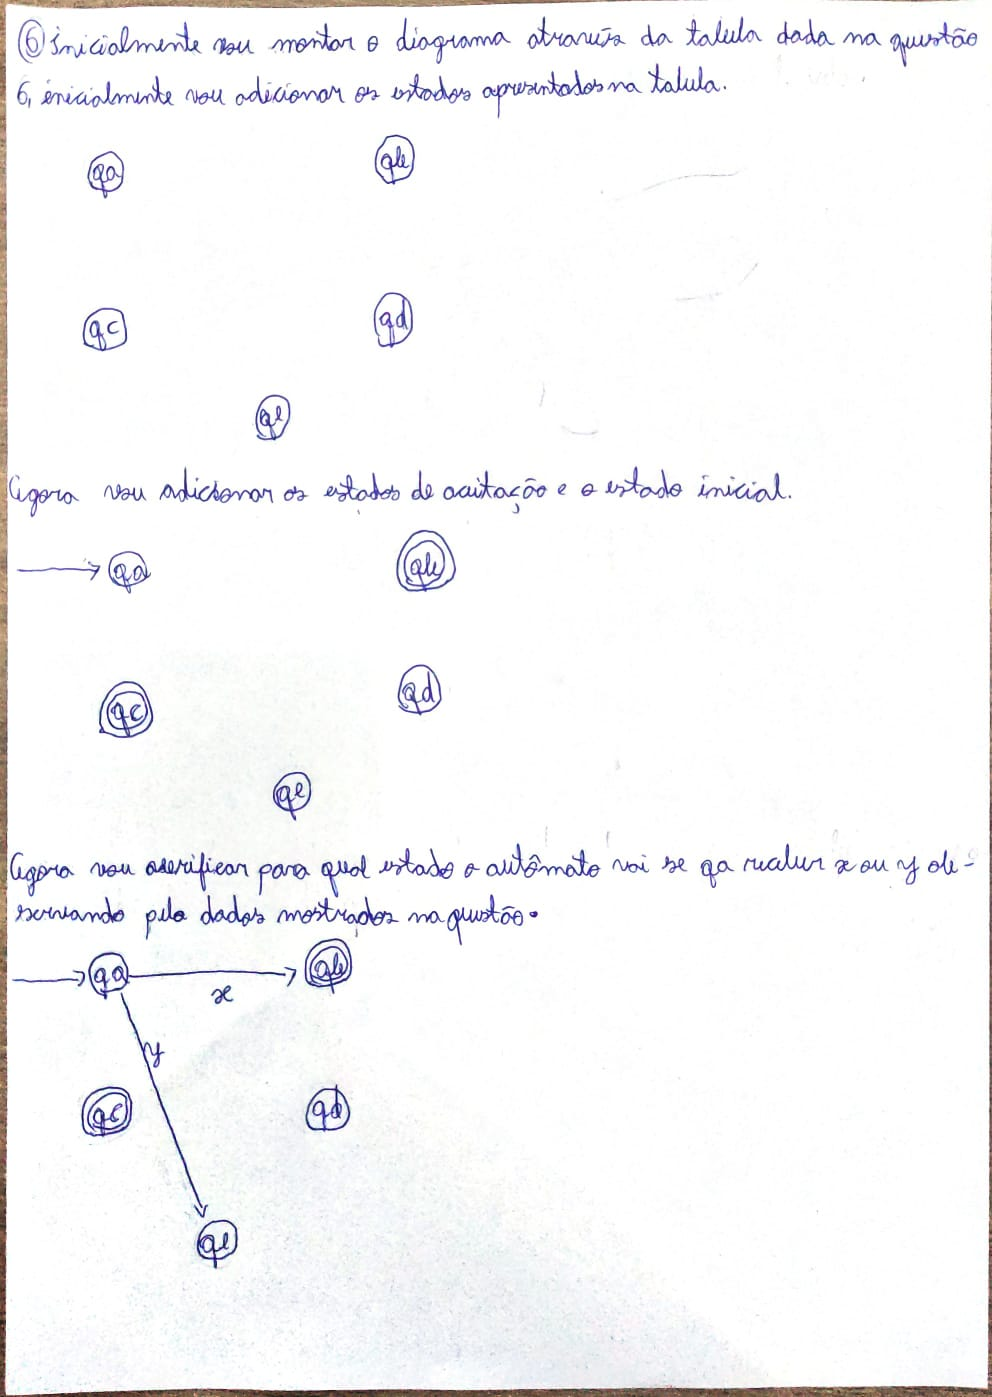 6 Inicialmente vou montar o diagrama através da tabela dada na questão
6, inicialmente vou adicionar os estados apresentados na tabela.
qa qb
qc qd
qe
Agora vou adicionar os estados de aceitação e o estado inicial.
qa qb
qc qd
qe
Agora vou verificar para qual estado o autômato vai se qa receber x ou y ob-
servando pelo dados mostrados na questão.
qa x qb
y
qc qd
qe